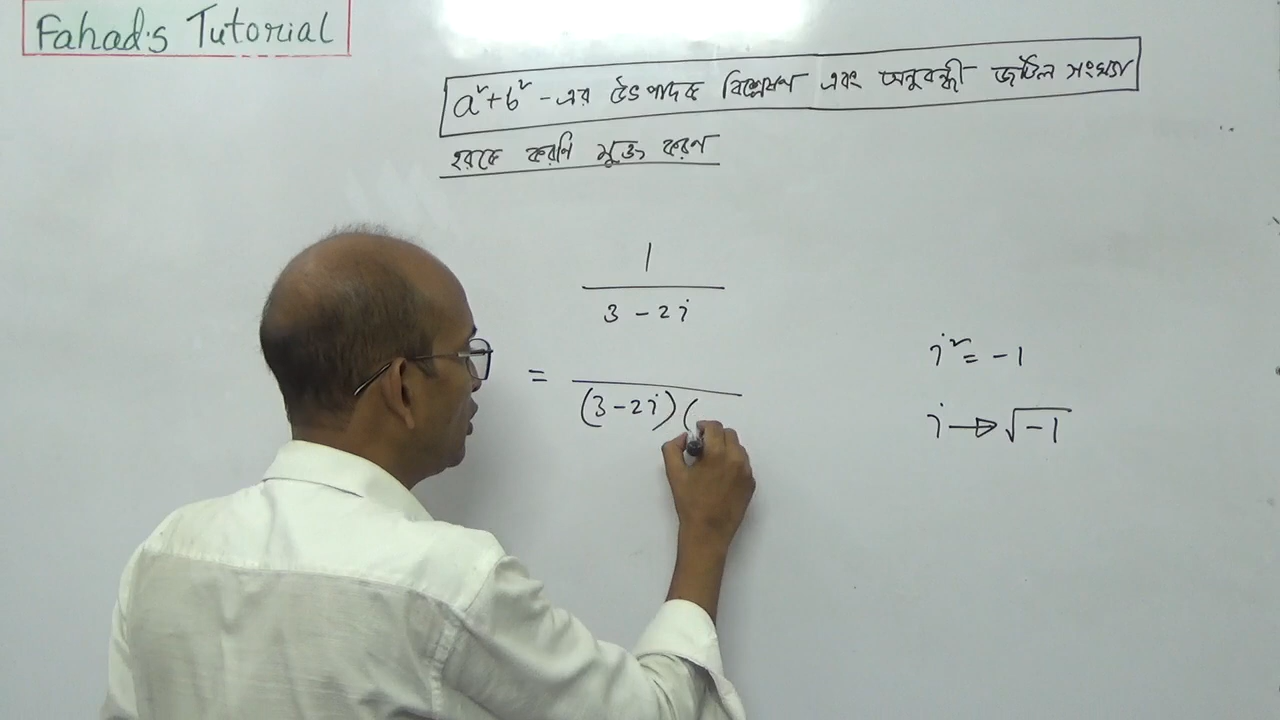 Fahad's Tutorial
a²+b² -এর উৎপাদক বিশ্লেষণ এবং অনুবন্ধী জটিল সংখ্যা
হরকে করণি মুক্ত করণ
1
3 - 2i
i² = -1
= (3 - 2i) (
i → √-1